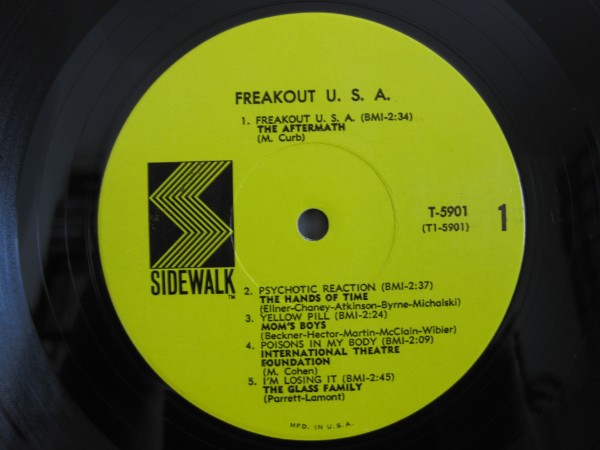 FREAKOUT U. S. A.
1. FREAKOUT U. S. A. (BMI-2:34)
THE AFTERMATH
(M. Curb)
SIDEWALK
TM
T-5901
(T1-5901)
1
2. PSYCHOTIC REACTION (BMI-2:37)
THE HANDS OF TIME
(Ellner-Chaney-Atkinson-Byrne-Michalski)
3. YELLOW PILL (BMI-2:24)
MOM'S BOYS
(Beckner-Hector-Martin-McClain-Wibier)
4. POISONS IN MY BODY (BMI-2:09)
INTERNATIONAL THEATRE
FOUNDATION
(M. Cohen)
5. I'M LOSING IT (BMI-2:45)
THE GLASS FAMILY
(Parrett-Lamont)
MFD. IN U.S.A.